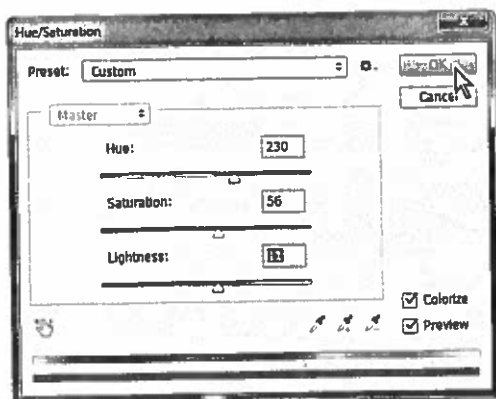 Hue/Saturation
Preset: Custom
OK
Cancel
Master
Hue: 230
Saturation: 56
Lightness:
Colorize
Preview